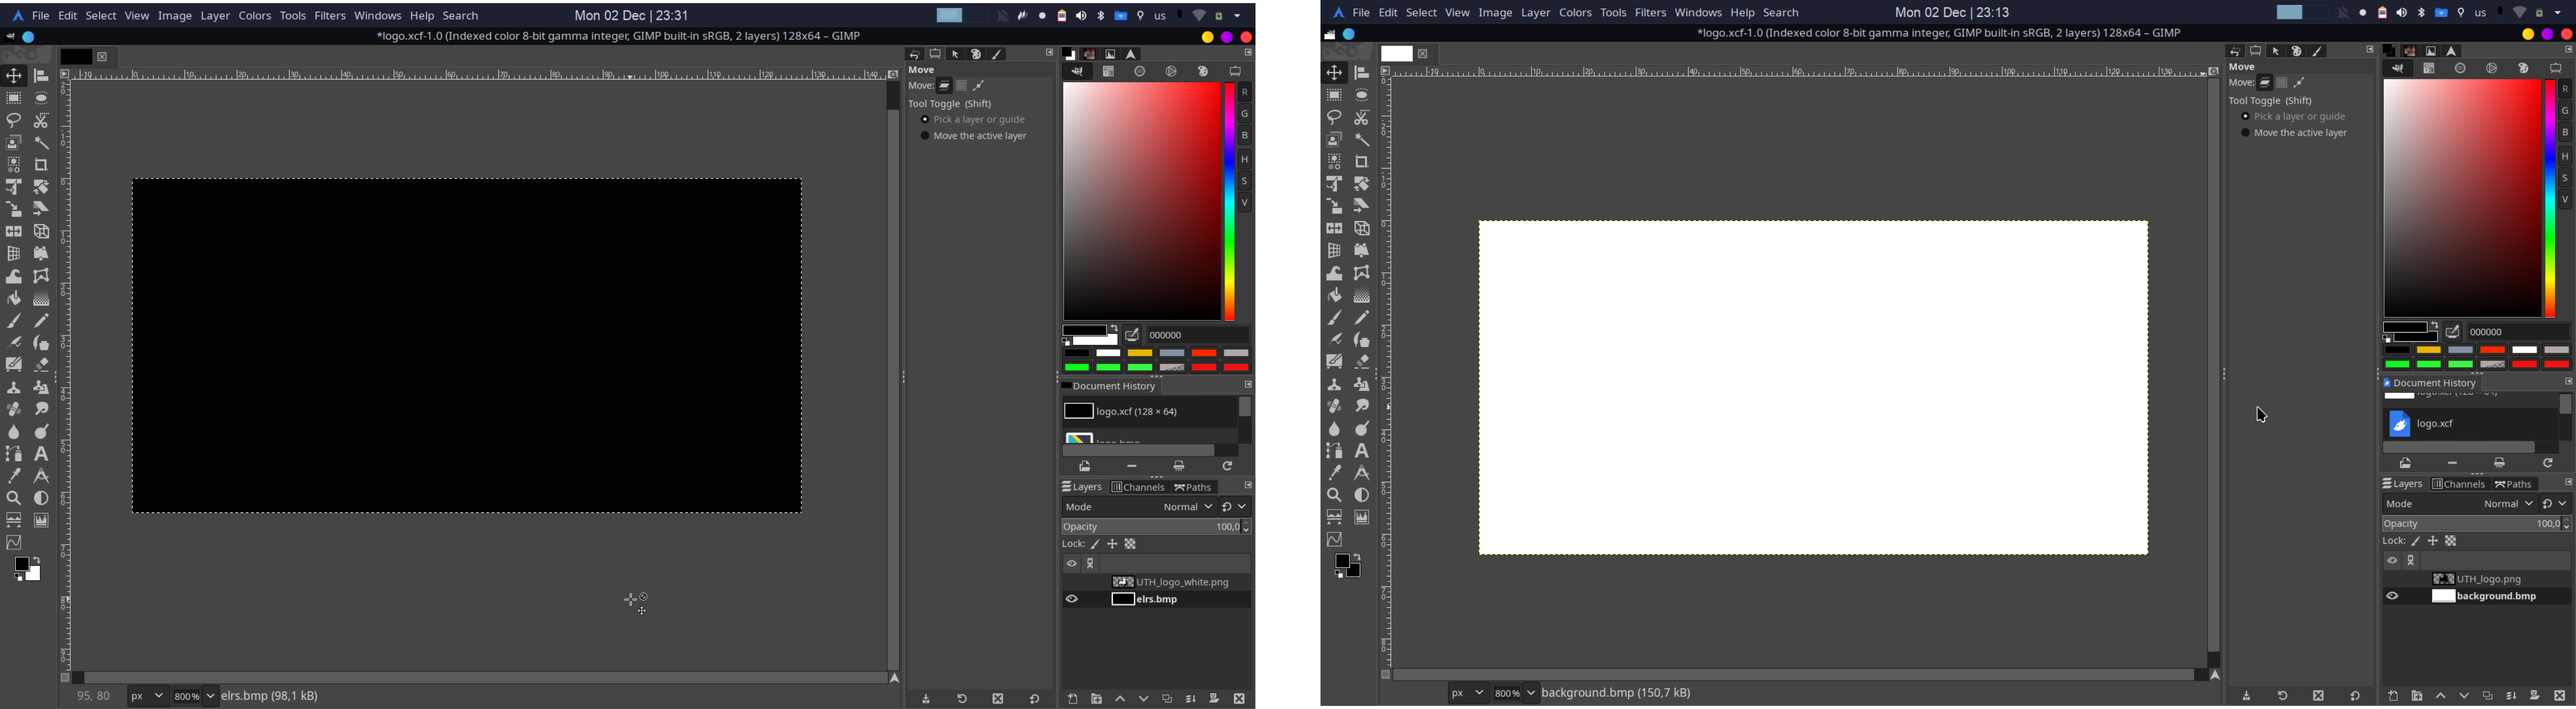 File Edit Select View Image Layer Colors Tools Filters Windows Help Search Mon 02 Dec | 23:31 us
*logo.xcf-1.0 (Indexed color 8-bit gamma integer, GIMP built-in sRGB, 2 layers) 128x64 – GIMP
Move
Move:
Tool Toggle (Shift)
Pick a layer or guide
Move the active layer
R
G
B
H
S
V
000000
Document History
logo.xcf (128 × 64)
logo.bmp
Layers Channels Paths
Mode Normal
Opacity 100,0
Lock:
UTH_logo_white.png
elrs.bmp
95, 80 px 800% elrs.bmp (98,1 kB)
File Edit Select View Image Layer Colors Tools Filters Windows Help Search Mon 02 Dec | 23:13 us
*logo.xcf-1.0 (Indexed color 8-bit gamma integer, GIMP built-in sRGB, 2 layers) 128x64 – GIMP
Move
Move:
Tool Toggle (Shift)
Pick a layer or guide
Move the active layer
R
G
B
H
S
V
000000
Document History
logo.xcf
Layers Channels Paths
Mode Normal
Opacity 100,0
Lock:
UTH_logo.png
background.bmp
px 800% background.bmp (150,7 kB)